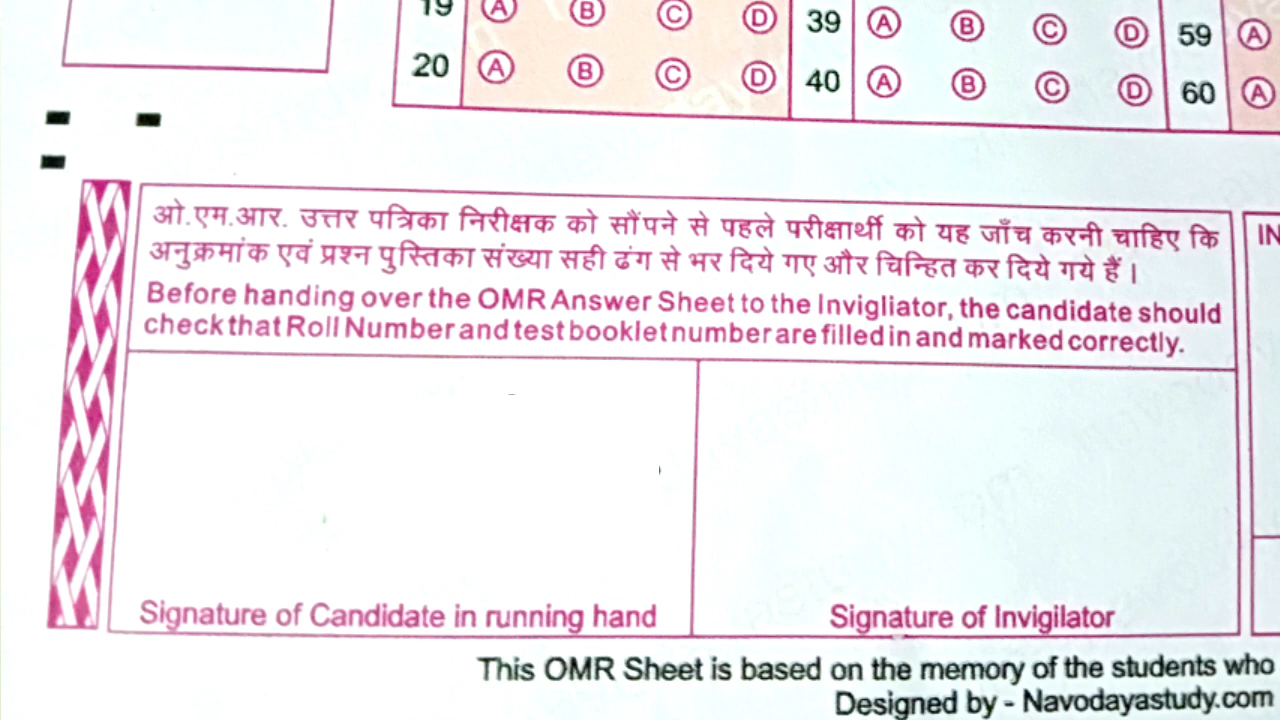 19 A B C D 39 A B C D 59 A
20 A B C D 40 A B C D 60 A
ओ.एम.आर. उत्तर पत्रिका निरीक्षक को सौंपने से पहले परीक्षार्थी को यह जाँच करनी चाहिए कि
अनुक्रमांक एवं प्रश्न पुस्तिका संख्या सही ढंग से भर दिये गए और चिन्हित कर दिये गये हैं।
Before handing over the OMR Answer Sheet to the Invigliator, the candidate should
check that Roll Number and test booklet number are filled in and marked correctly.
IN
Signature of Candidate in running hand
Signature of Invigilator
This OMR Sheet is based on the memory of the students who
Designed by - Navodayastudy.com